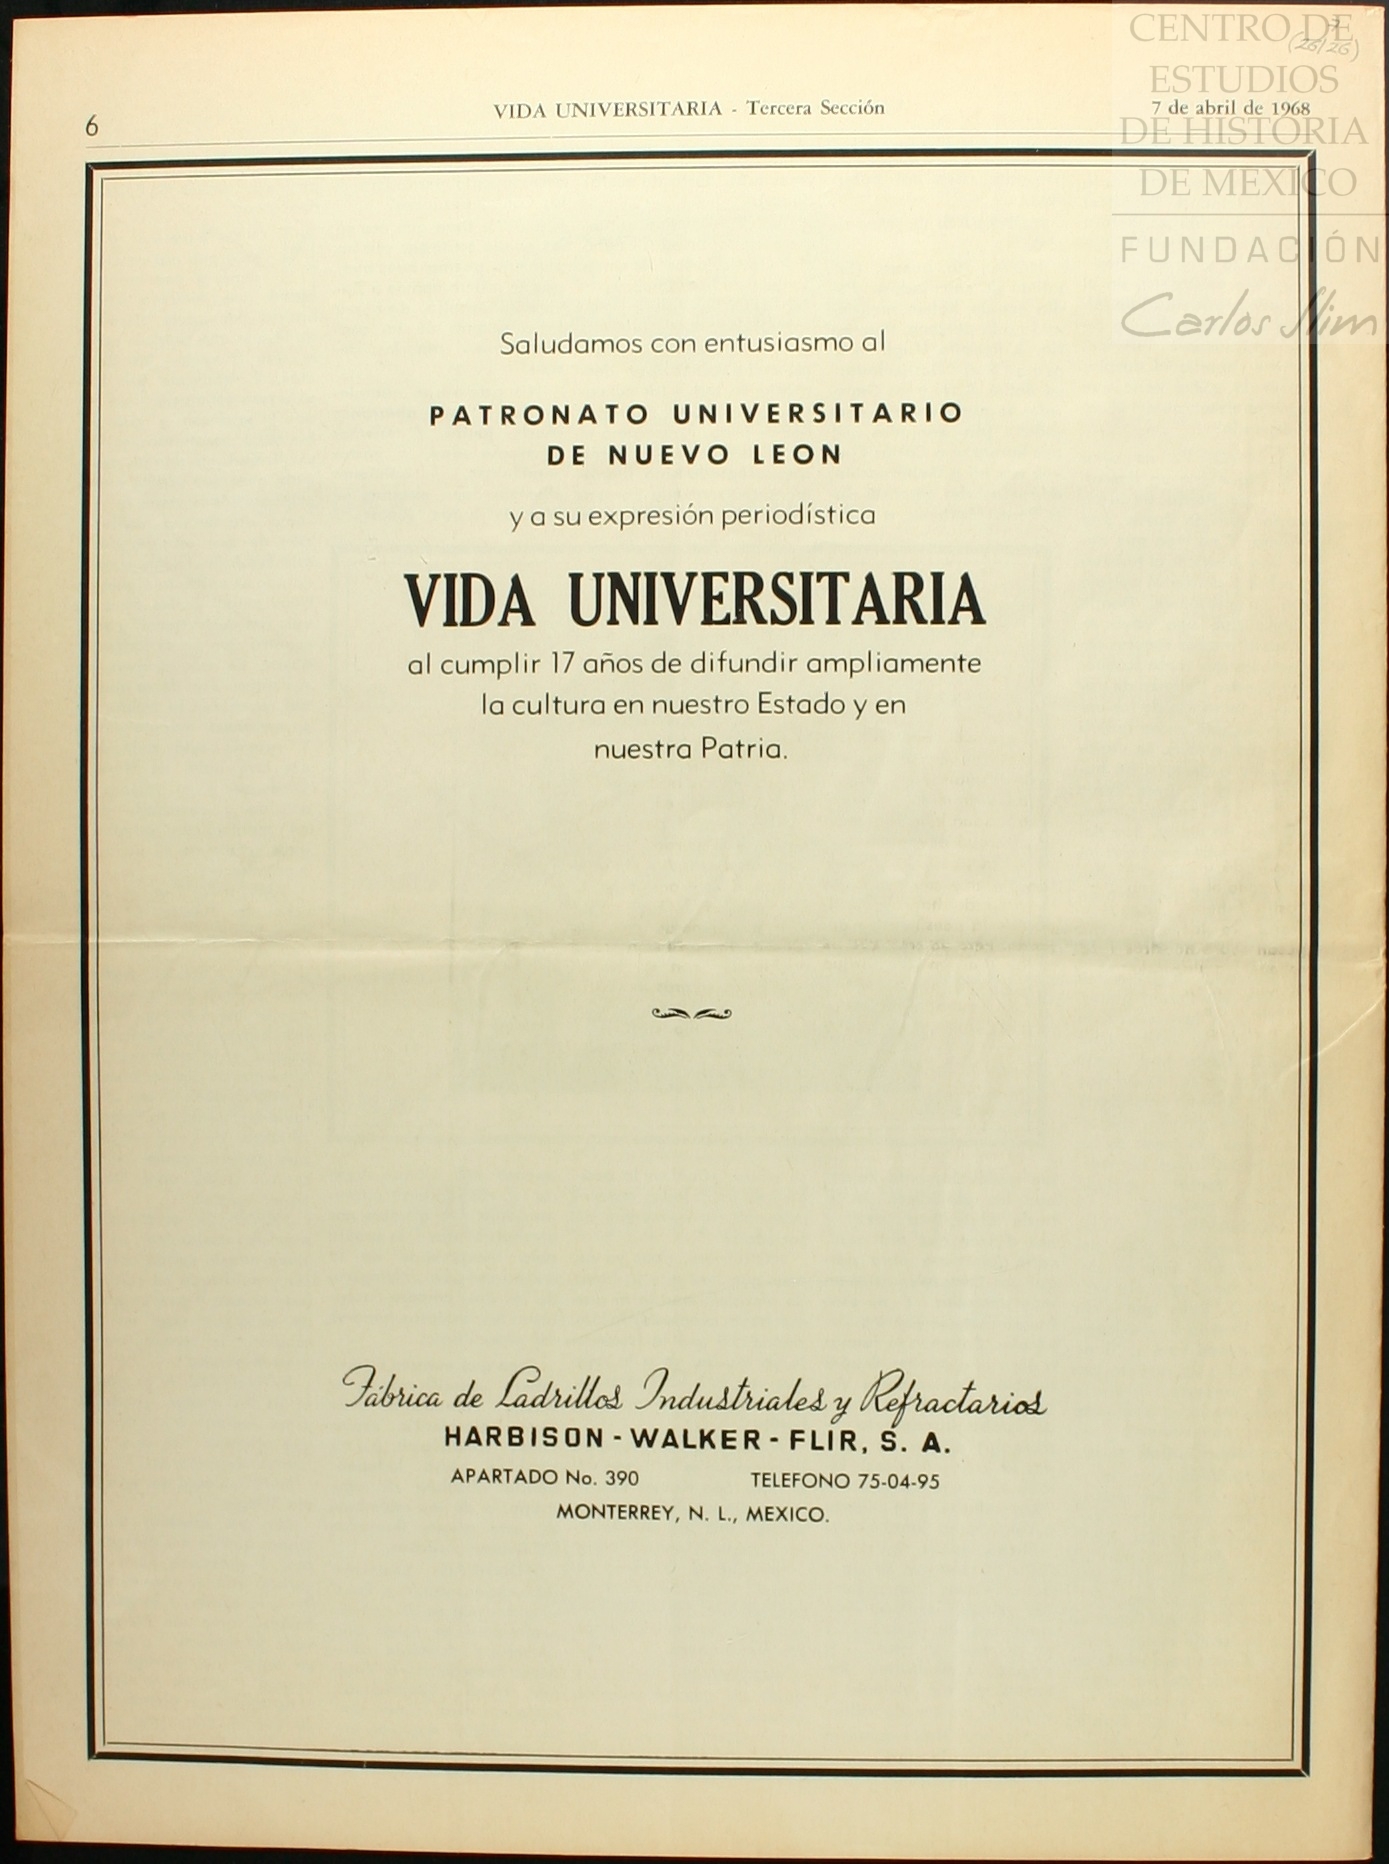 CENTRO DE
ESTUDIOS
DE HISTORIA
DE MEXICO
FUNDACIÓN
Carlos Slim
(26/26)
6
VIDA UNIVERSITARIA - Tercera Sección
7 de abril de 1968
Saludamos con entusiasmo al
PATRONATO UNIVERSITARIO
DE NUEVO LEON
y a su expresión periodística
VIDA UNIVERSITARIA
al cumplir 17 años de difundir ampliamente
la cultura en nuestro Estado y en
nuestra Patria.
Fábrica de Ladrillos Industriales y Refractarios
HARBISON - WALKER - FLIR, S. A.
APARTADO No. 390 TELEFONO 75-04-95
MONTERREY, N. L., MEXICO.